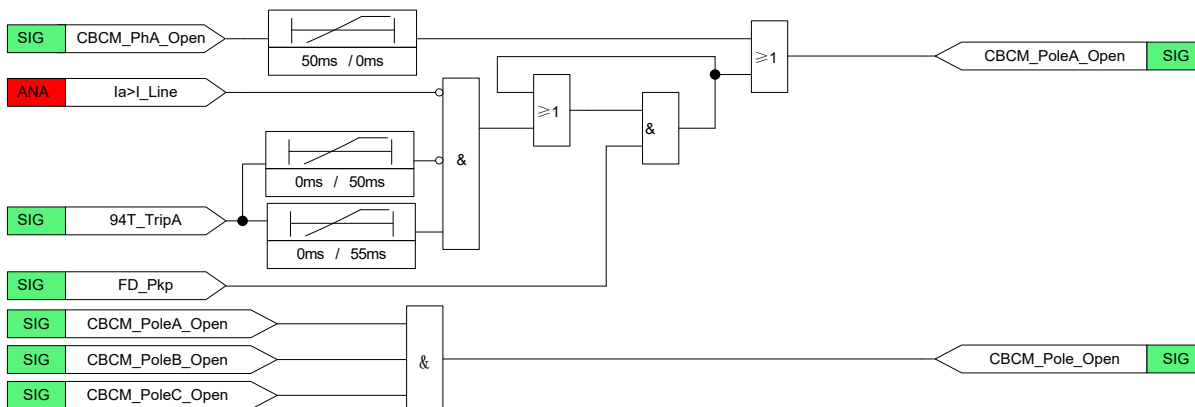 SIG CBCM_PhA_Open
50ms / 0ms
≥1
CBCM_PoleA_Open SIG
ANA Ia>I_Line
≥1
&
&
0ms / 50ms
SIG 94T_TripA
0ms / 55ms
SIG FD_Pkp
SIG CBCM_PoleA_Open
SIG CBCM_PoleB_Open
&
CBCM_Pole_Open SIG
SIG CBCM_PoleC_Open